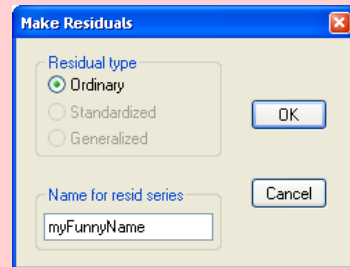 Make Residuals
Residual type
Ordinary
Standardized
Generalized
OK
Name for resid series
myFunnyName
Cancel